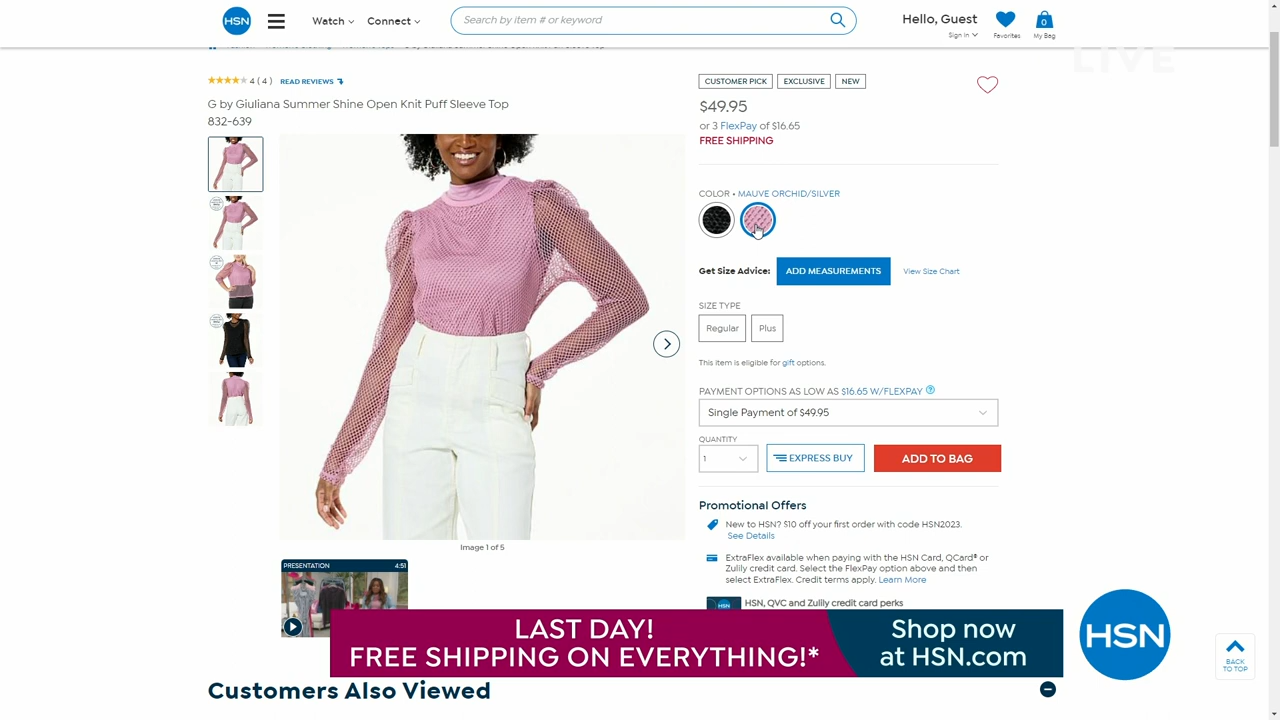 HSN
Watch
Connect
Search by item # or keyword
Hello, Guest
Sign In
Favorites
0
My Bag
LIVE
4 ( 4 )
READ REVIEWS
G by Giuliana Summer Shine Open Knit Puff Sleeve Top
832-639
CUSTOMER PICK
EXCLUSIVE
NEW
$49.95
or 3 FlexPay of $16.65
FREE SHIPPING
COLOR • MAUVE ORCHID/SILVER
Get Size Advice:
ADD MEASUREMENTS
View Size Chart
SIZE TYPE
Regular
Plus
This item is eligible for gift options.
PAYMENT OPTIONS AS LOW AS $16.65 W/FLEXPAY
Single Payment of $49.95
QUANTITY
1
EXPRESS BUY
ADD TO BAG
Promotional Offers
New to HSN? $10 off your first order with code HSN2023.
See Details
ExtraFlex available when paying with the HSN Card, QCard® or
Zulily credit card. Select the FlexPay option above and then
select ExtraFlex. Credit terms apply. Learn More
HSN
HSN, QVC and Zulily credit card perks
Image 1 of 5
PRESENTATION
4:51
LAST DAY!
FREE SHIPPING ON EVERYTHING!*
Shop now
at HSN.com
HSN
BACK
TO TOP
Customers Also Viewed